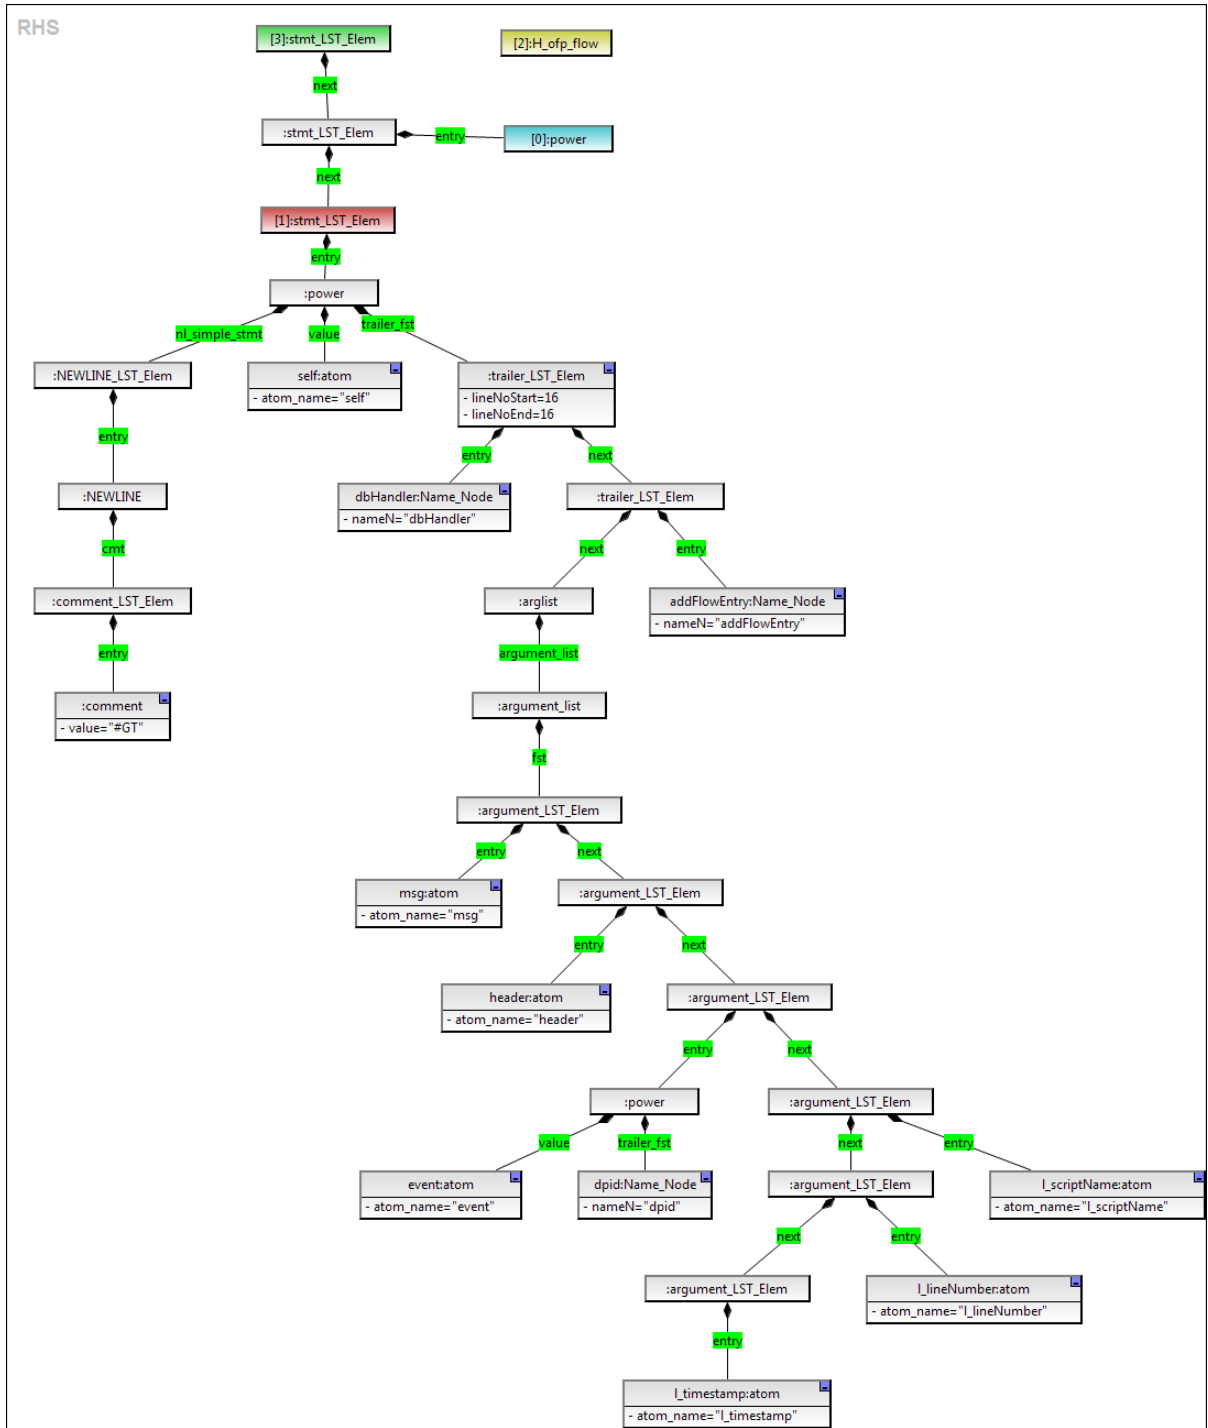 RHS
[3]:stmt_LST_Elem
[2]:H_ofp_flow
next
:stmt_LST_Elem
entry
[0]:power
next
[1]:stmt_LST_Elem
entry
:power
nl_simple_stmt
value
trailer_fst
:NEWLINE_LST_Elem
self:atom
- atom_name="self"
:trailer_LST_Elem
- lineNoStart=16
- lineNoEnd=16
entry
entry
next
:NEWLINE
dbHandler:Name_Node
- nameN="dbHandler"
:trailer_LST_Elem
cmt
next
entry
:comment_LST_Elem
:arglist
addFlowEntry:Name_Node
- nameN="addFlowEntry"
entry
argument_list
:comment
- value="#GT"
:argument_list
fst
:argument_LST_Elem
entry
next
msg:atom
- atom_name="msg"
:argument_LST_Elem
entry
next
header:atom
- atom_name="header"
:argument_LST_Elem
entry
next
:power
:argument_LST_Elem
value
trailer_fst
next
entry
event:atom
- atom_name="event"
dpid:Name_Node
- nameN="dpid"
:argument_LST_Elem
l_scriptName:atom
- atom_name="l_scriptName"
next
entry
:argument_LST_Elem
l_lineNumber:atom
- atom_name="l_lineNumber"
entry
l_timestamp:atom
- atom_name="l_timestamp"